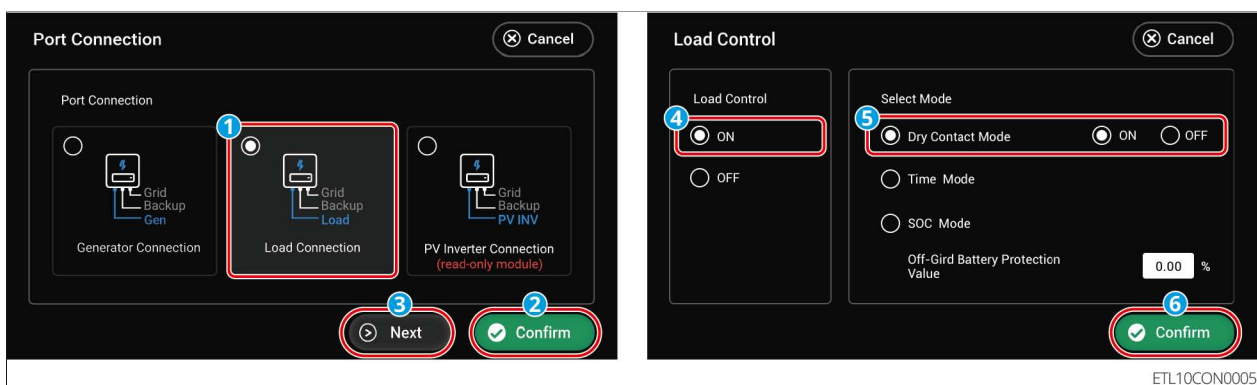 Port Connection
Cancel
Port Connection
1
Grid
Backup
Gen
Generator Connection
Grid
Backup
Load
Load Connection
Grid
Backup
PV INV
PV Inverter Connection
(read-only module)
3
Next
2
Confirm
Load Control
Cancel
Load Control
4
ON
OFF
Select Mode
5
Dry Contact Mode ON OFF
Time Mode
SOC Mode
Off-Gird Battery Protection
Value
0.00 %
6
Confirm
ETL10CON0005